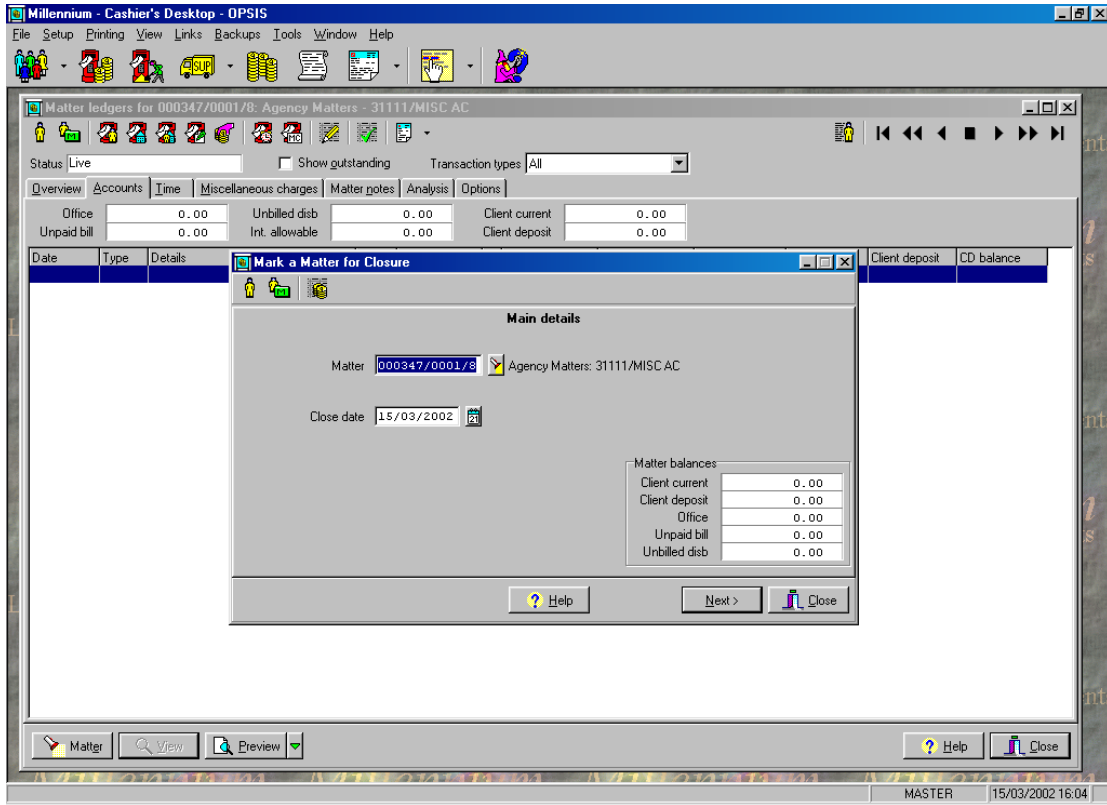 Millennium - Cashier's Desktop - OPSIS
File Setup Printing View Links Backups Tools Window Help
SUP
Matter ledgers for 000347/0001/8: Agency Matters - 31111/MISC AC
M
MC
Status Live Show outstanding Transaction types All
Overview Accounts Time Miscellaneous charges Matter notes Analysis Options
Office 0.00 Unbilled disb 0.00 Client current 0.00
Unpaid bill 0.00 Int. allowable 0.00 Client deposit 0.00
Date Type Details Client deposit CD balance
Mark a Matter for Closure
M
Main details
Matter 000347/0001/8 Agency Matters: 31111/MISC AC
Close date 15/03/2002 21
Matter balances
Client current 0.00
Client deposit 0.00
Office 0.00
Unpaid bill 0.00
Unbilled disb 0.00
? Help Next > Close
Matter View Preview ? Help Close
MASTER 15/03/2002 16:04